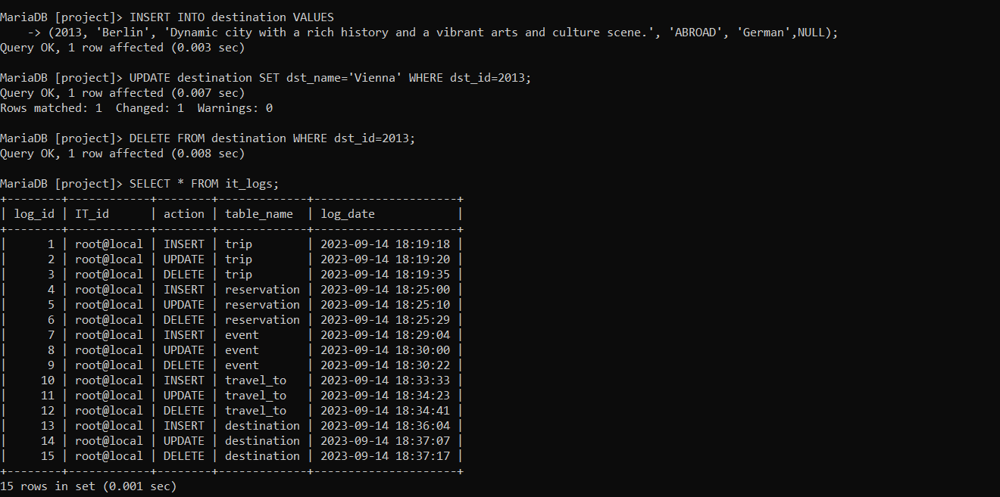 MariaDB [project]> INSERT INTO destination VALUES
    -> (2013, 'Berlin', 'Dynamic city with a rich history and a vibrant arts and culture scene.', 'ABROAD', 'German',NULL);
Query OK, 1 row affected (0.003 sec)

MariaDB [project]> UPDATE destination SET dst_name='Vienna' WHERE dst_id=2013;
Query OK, 1 row affected (0.007 sec)
Rows matched: 1  Changed: 1  Warnings: 0

MariaDB [project]> DELETE FROM destination WHERE dst_id=2013;
Query OK, 1 row affected (0.008 sec)

MariaDB [project]> SELECT * FROM it_logs;
+--------+------------+--------+-------------+---------------------+
| log_id | IT_id      | action | table_name  | log_date            |
+--------+------------+--------+-------------+---------------------+
|      1 | root@local | INSERT | trip        | 2023-09-14 18:19:18 |
|      2 | root@local | UPDATE | trip        | 2023-09-14 18:19:20 |
|      3 | root@local | DELETE | trip        | 2023-09-14 18:19:35 |
|      4 | root@local | INSERT | reservation | 2023-09-14 18:25:00 |
|      5 | root@local | UPDATE | reservation | 2023-09-14 18:25:10 |
|      6 | root@local | DELETE | reservation | 2023-09-14 18:25:29 |
|      7 | root@local | INSERT | event       | 2023-09-14 18:29:04 |
|      8 | root@local | UPDATE | event       | 2023-09-14 18:30:00 |
|      9 | root@local | DELETE | event       | 2023-09-14 18:30:22 |
|     10 | root@local | INSERT | travel_to   | 2023-09-14 18:33:33 |
|     11 | root@local | UPDATE | travel_to   | 2023-09-14 18:34:23 |
|     12 | root@local | DELETE | travel_to   | 2023-09-14 18:34:41 |
|     13 | root@local | INSERT | destination | 2023-09-14 18:36:04 |
|     14 | root@local | UPDATE | destination | 2023-09-14 18:37:07 |
|     15 | root@local | DELETE | destination | 2023-09-14 18:37:17 |
+--------+------------+--------+-------------+---------------------+
15 rows in set (0.001 sec)